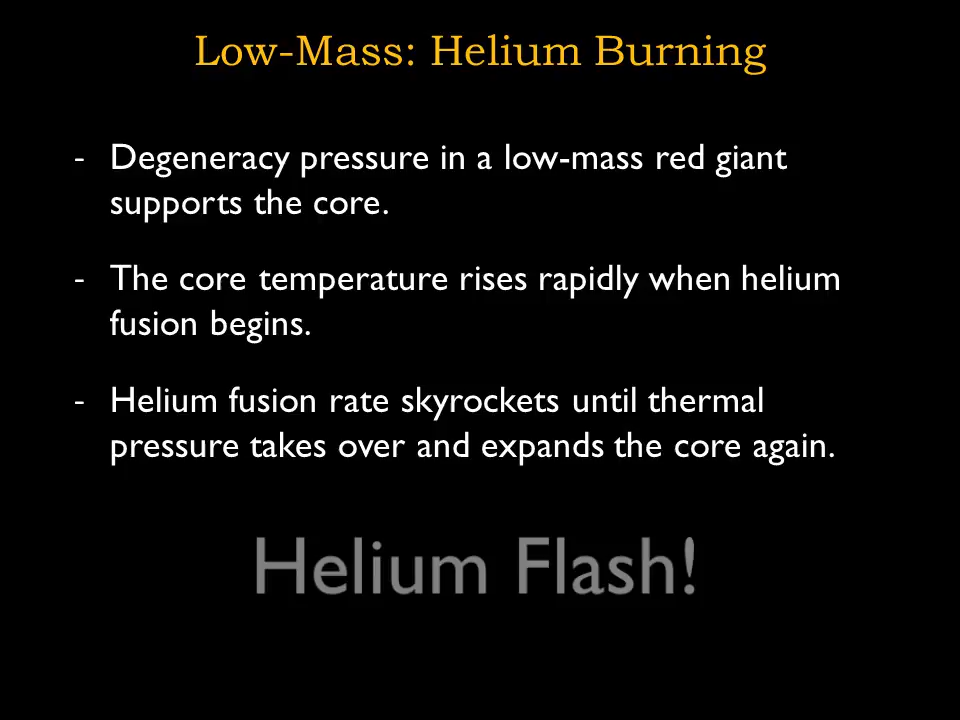 Low-Mass: Helium Burning
- Degeneracy pressure in a low-mass red giant
supports the core.
- The core temperature rises rapidly when helium
fusion begins.
- Helium fusion rate skyrockets until thermal
pressure takes over and expands the core again.
Helium Flash!